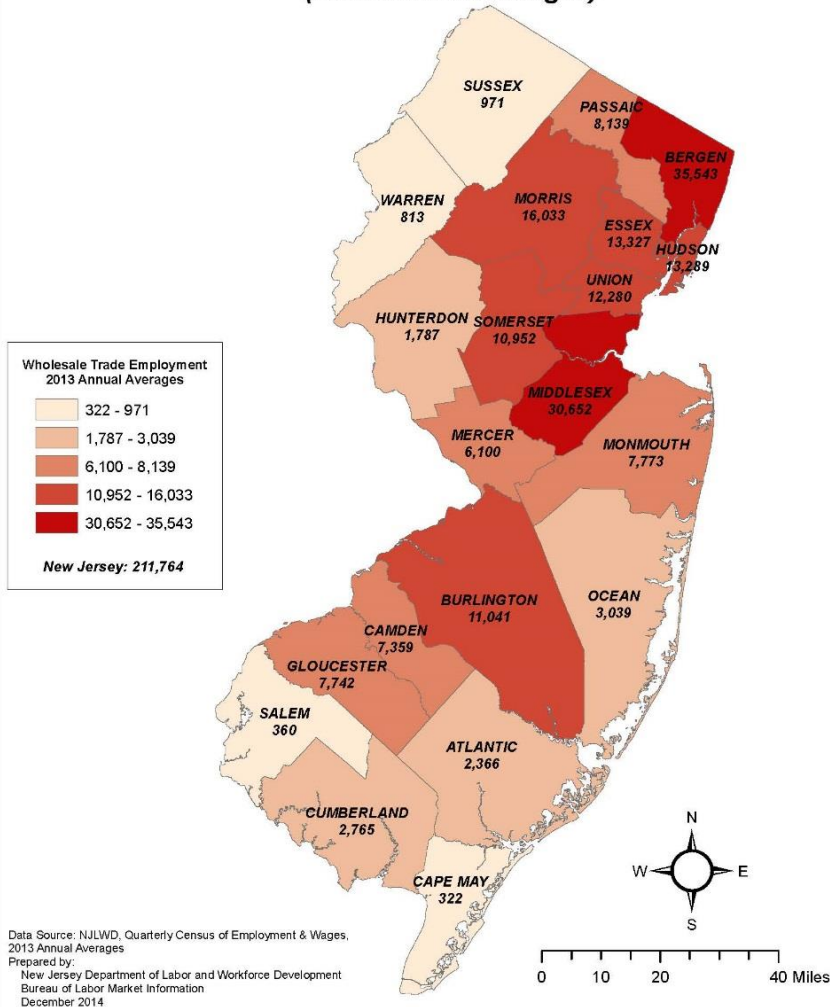 SUSSEX
971
PASSAIC
8,139
BERGEN
35,543
WARREN
813
MORRIS
16,033
ESSEX
13,327
HUDSON
13,289
UNION
12,280
HUNTERDON
1,787
SOMERSET
10,952
MIDDLESEX
30,652
MERCER
6,100
MONMOUTH
7,773
Wholesale Trade Employment
2013 Annual Averages
322 - 971
1,787 - 3,039
6,100 - 8,139
10,952 - 16,033
30,652 - 35,543
New Jersey: 211,764
BURLINGTON
11,041
OCEAN
3,039
CAMDEN
7,359
GLOUCESTER
7,742
SALEM
360
ATLANTIC
2,366
CUMBERLAND
2,765
CAPE MAY
322
N
W
E
S
Data Source: NJLWD, Quarterly Census of Employment & Wages,
2013 Annual Averages
Prepared by:
New Jersey Department of Labor and Workforce Development
Bureau of Labor Market Information
December 2014
0 10 20 40 Miles